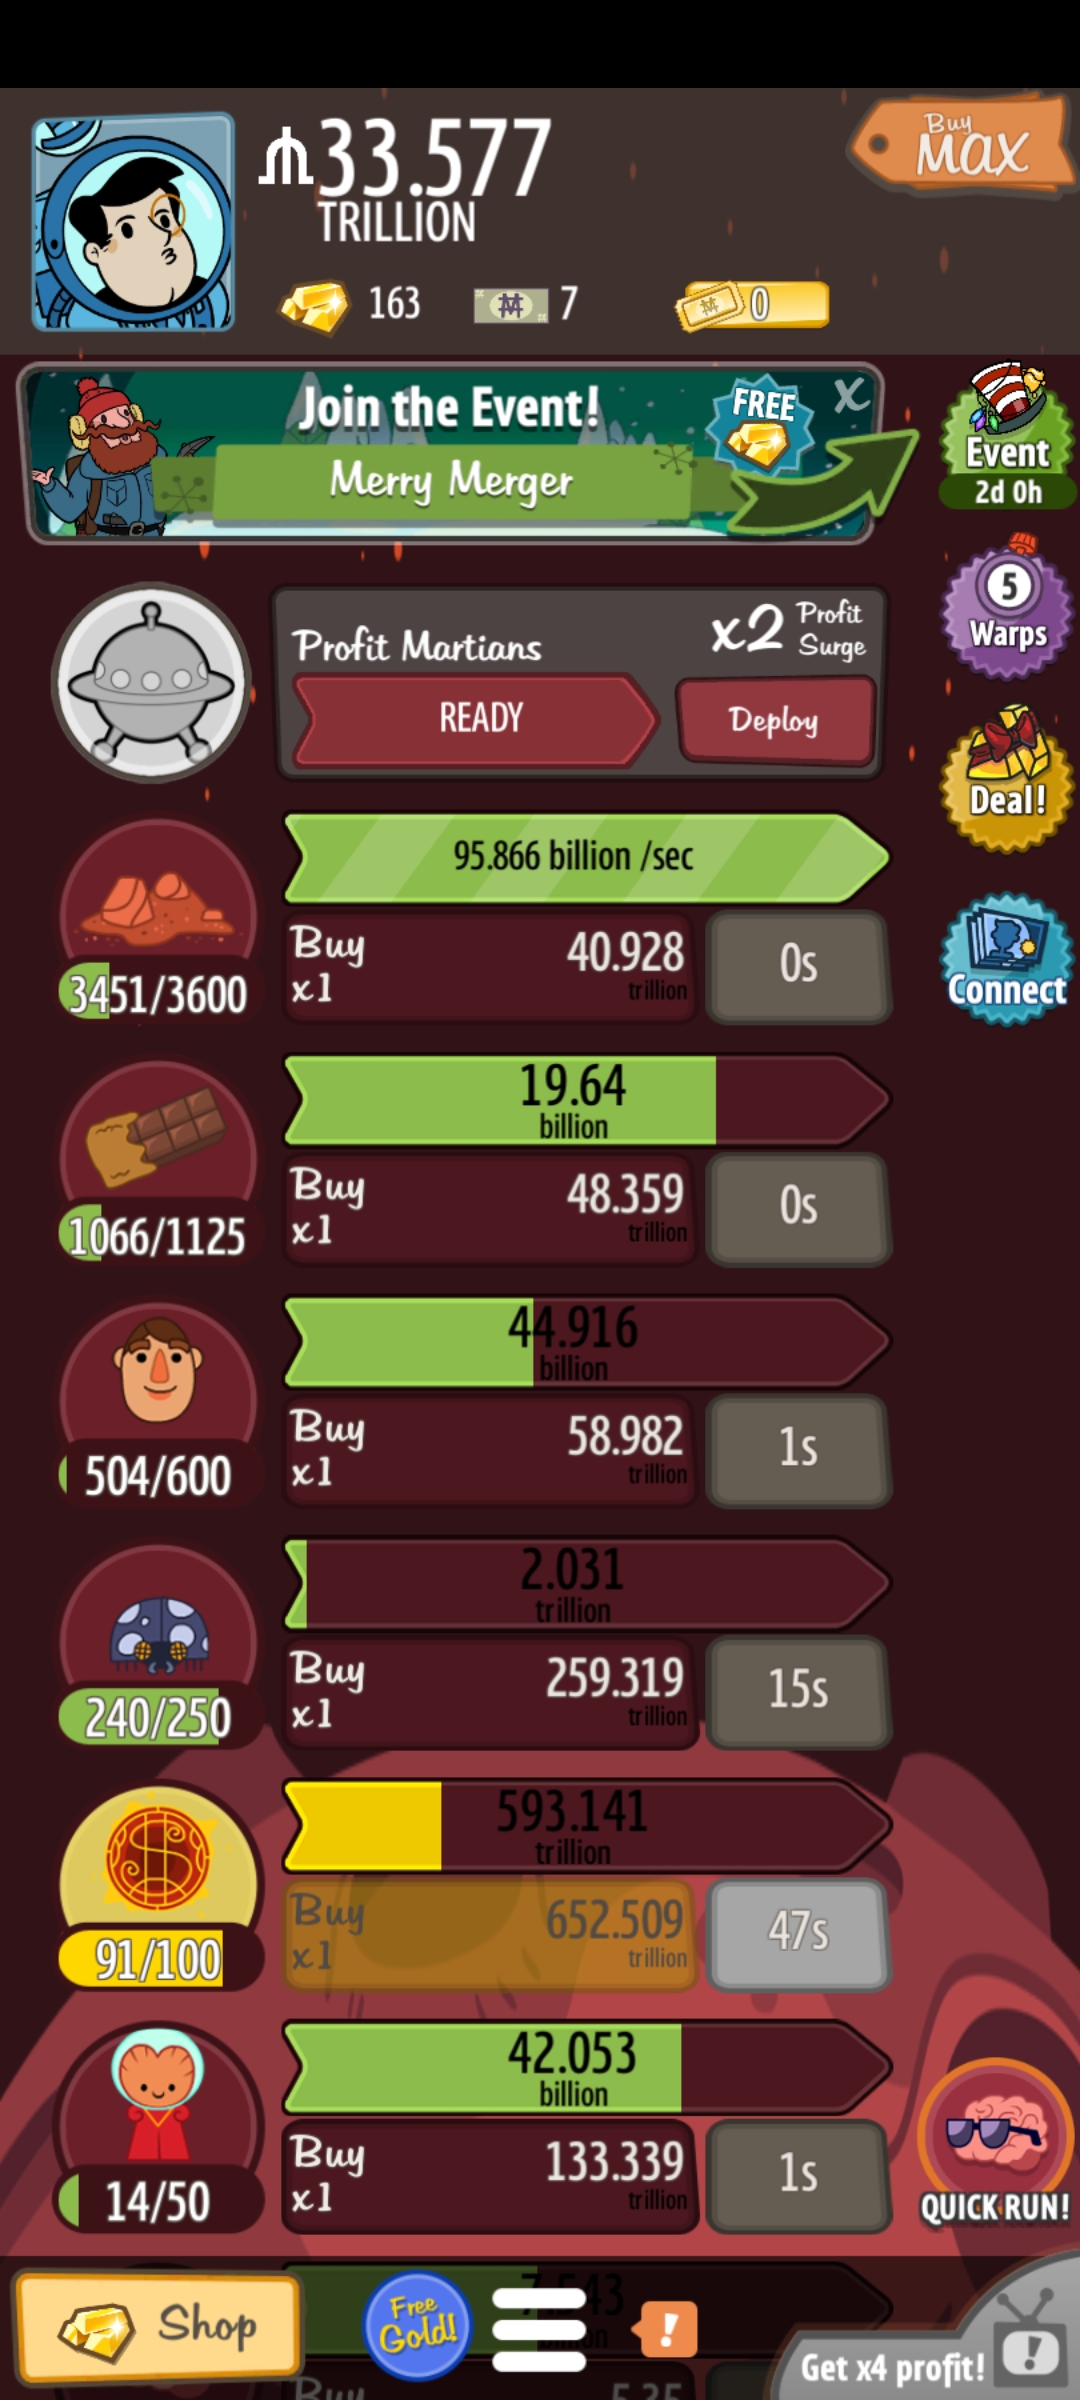 33.577
TRILLION
Buy
MAX
163
7
0
Join the Event!
FREE
X
Merry Merger
Event
2d 0h
5
Warps
Profit Martians
x2 Profit
Surge
READY
Deploy
Deal!
95.866 billion /sec
Buy
x1
40.928
trillion
0s
3451/3600
Connect
19.64
billion
Buy
x1
48.359
trillion
0s
1066/1125
44.916
billion
Buy
x1
58.982
trillion
1s
504/600
2.031
trillion
Buy
x1
259.319
trillion
15s
240/250
593.141
trillion
Buy
x1
652.509
trillion
47s
91/100
42.053
billion
Buy
x1
133.339
trillion
1s
14/50
QUICK RUN!
Shop
Free
Gold!
!
!
Get x4 profit!
Buy
5.35